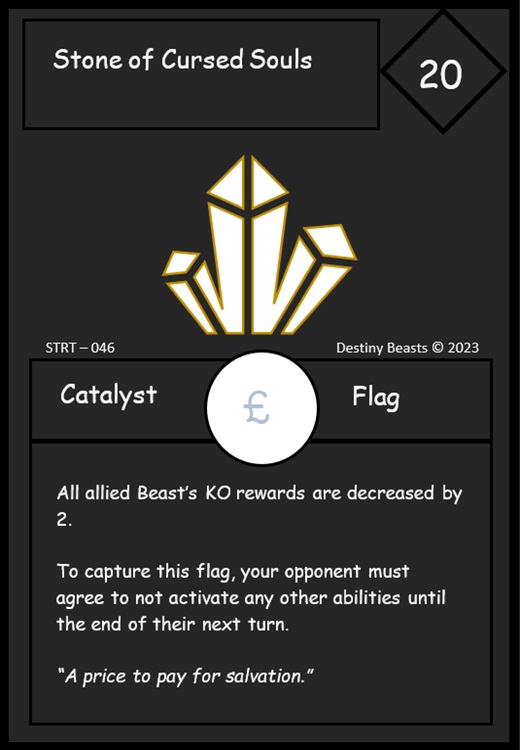 Stone of Cursed Souls
20
STRT – 046
Destiny Beasts © 2023
Catalyst
£
Flag
All allied Beast's KO rewards are decreased by
2.
To capture this flag, your opponent must
agree to not activate any other abilities until
the end of their next turn.
“A price to pay for salvation.”